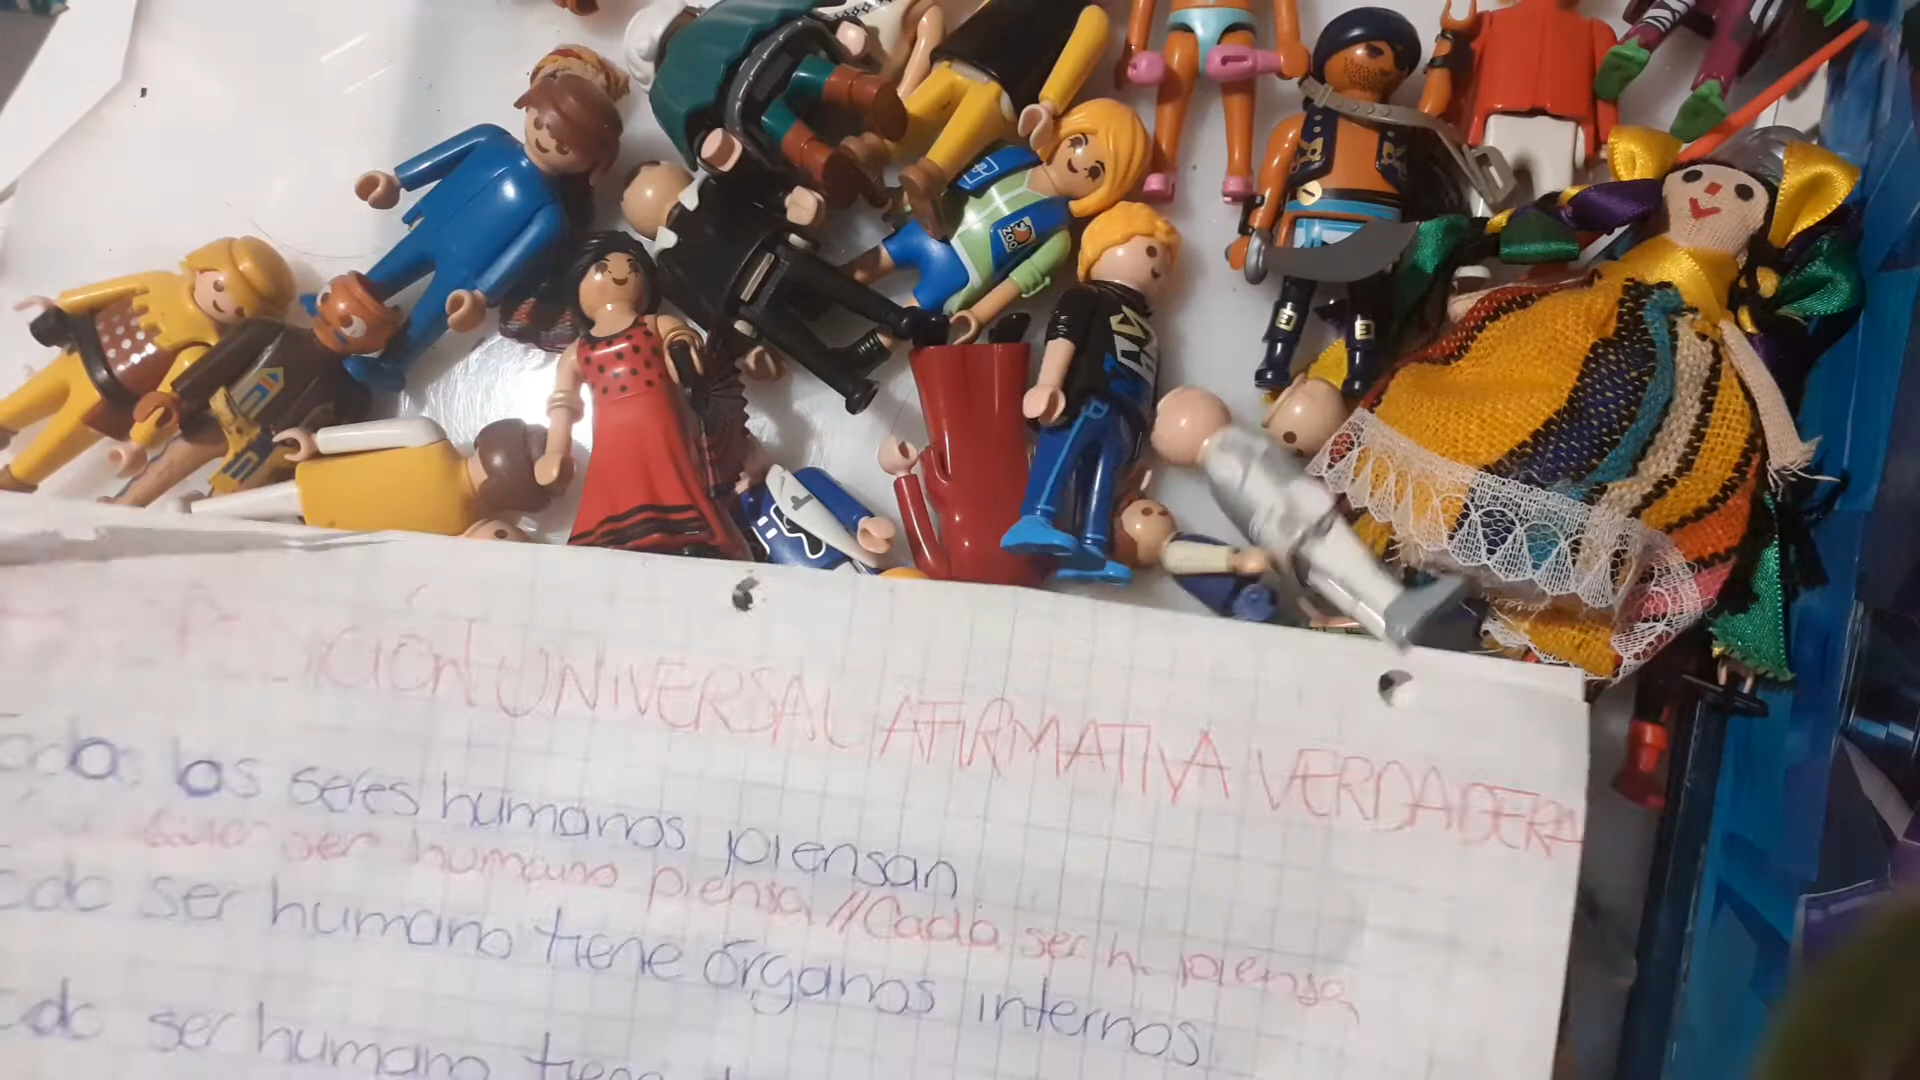 ZOO
UNIVERSAL AFIRMATIVA VERDADERA
los seres humanos piensan
ser humano piensa // Cada ser h. piensa
ser humano tiene órganos internos
ser humano tiene